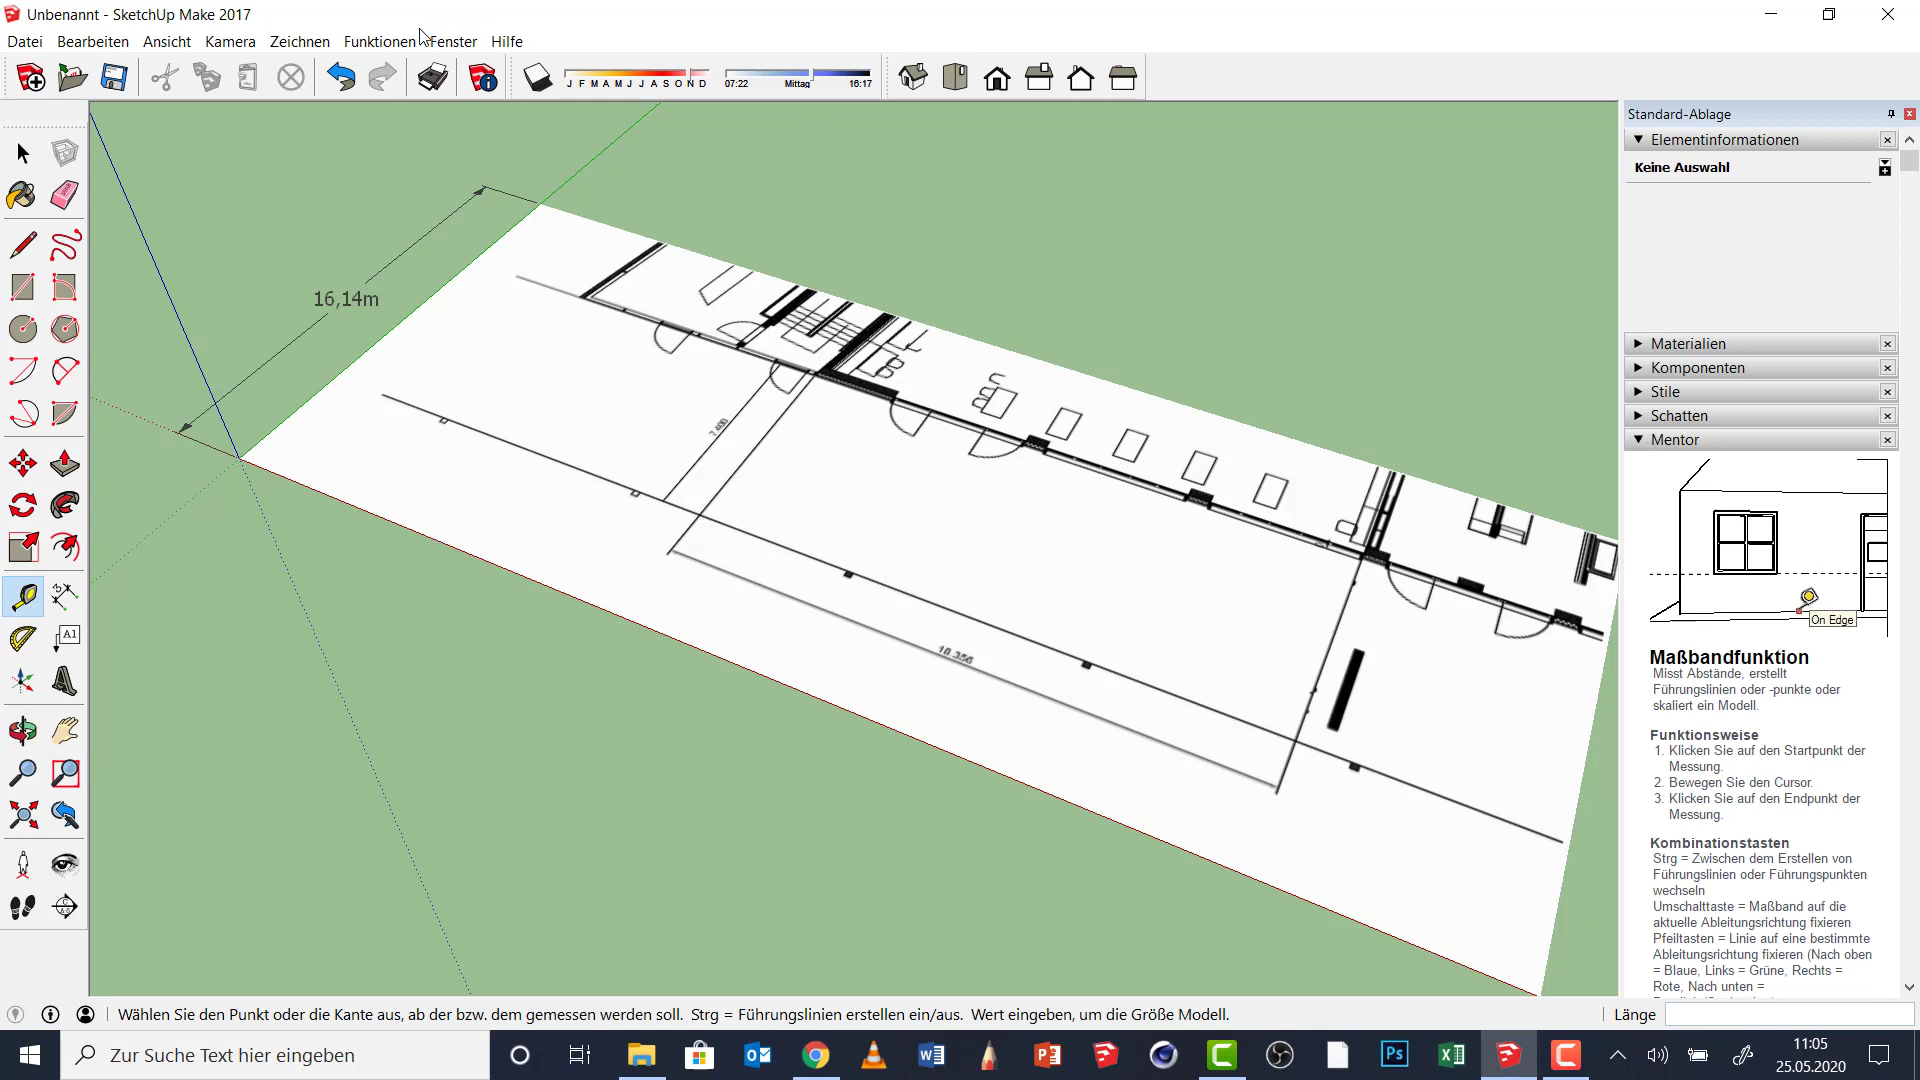 Unbenannt - SketchUp Make 2017
Datei Bearbeiten Ansicht Kamera Zeichnen Funktionen Fenster Hilfe
J F M A M J J A S O N D
07:22 Mittag 16:17
Standard-Ablage
Elementinformationen
Keine Auswahl
16,14m
7.400
Materialien
Komponenten
Stile
Schatten
Mentor
On Edge
Maßbandfunktion
Misst Abstände, erstellt
Führungslinien oder -punkte oder
skaliert ein Modell.
Funktionsweise
1. Klicken Sie auf den Startpunkt der
Messung.
2. Bewegen Sie den Cursor.
3. Klicken Sie auf den Endpunkt der
Messung.
Kombinationstasten
Strg = Zwischen dem Erstellen von
Führungslinien oder Führungspunkten
wechseln
Umschalttaste = Maßband auf die
aktuelle Ableitungsrichtung fixieren
Pfeiltasten = Linie auf eine bestimmte
Ableitungsrichtung fixieren (Nach oben
= Blaue, Links = Grüne, Rechts =
Rote, Nach unten =
A1
Wählen Sie den Punkt oder die Kante aus, ab der bzw. dem gemessen werden soll. Strg = Führungslinien erstellen ein/aus. Wert eingeben, um die Größe Modell.
Länge
Zur Suche Text hier eingeben
11:05
25.05.2020